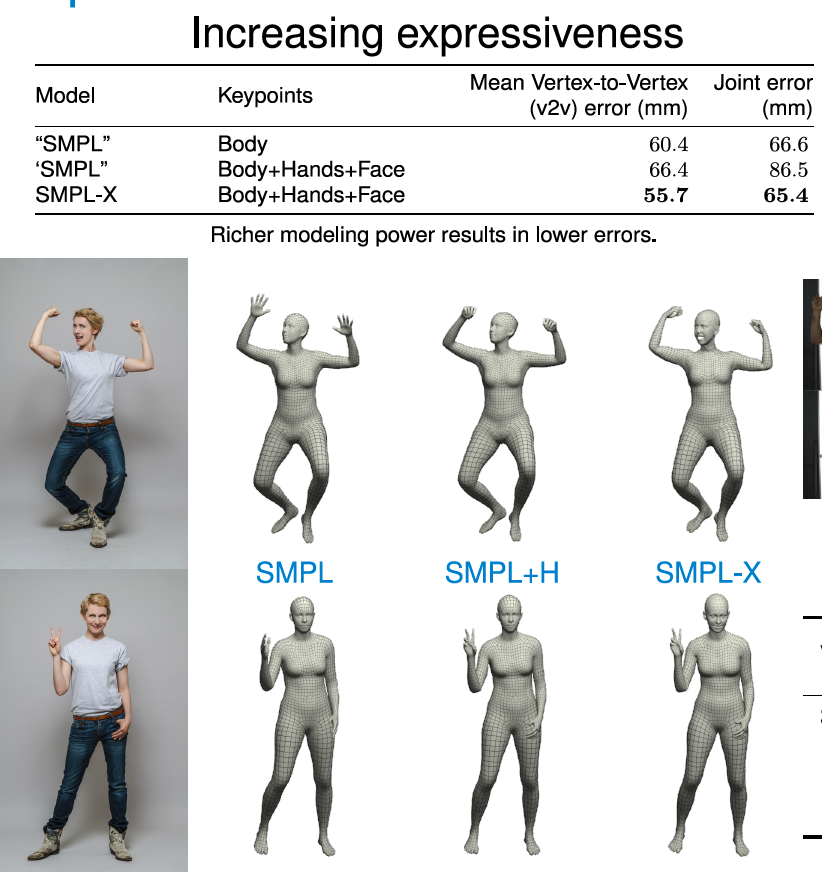 Increasing expressiveness
Model Keypoints Mean Vertex-to-Vertex (v2v) error (mm) Joint error (mm)
“SMPL” Body 60.4 66.6
‘SMPL” Body+Hands+Face 66.4 86.5
SMPL-X Body+Hands+Face 55.7 65.4
Richer modeling power results in lower errors.
SMPL SMPL+H SMPL-X